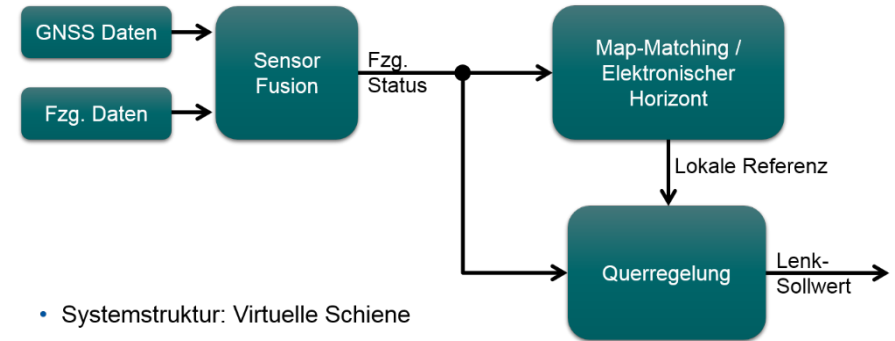 GNSS Daten
Fzg. Daten
Sensor
Fusion
Fzg.
Status
Map-Matching /
Elektronischer
Horizont
Lokale Referenz
Querregelung
Lenk-
Sollwert
• Systemstruktur: Virtuelle Schiene